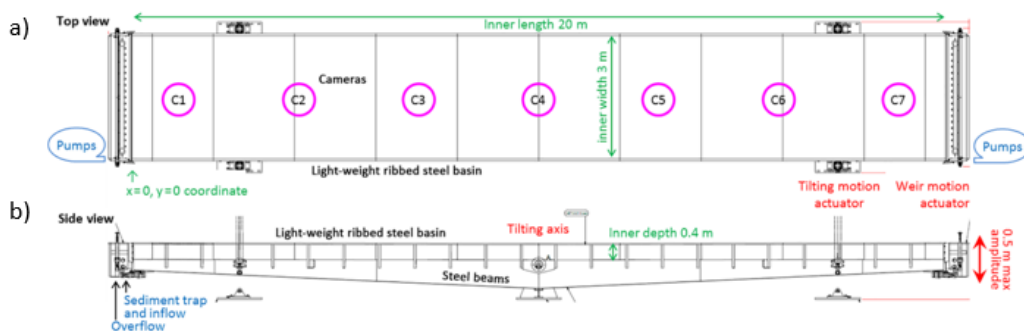 a)
Top view
Inner length 20 m
Cameras
inner width 3 m
C1
C2
C3
C4
C5
C6
C7
Pumps
Pumps
Light-weight ribbed steel basin
x=0, y=0 coordinate
Tilting motion
actuator
Weir motion
actuator
b)
Side view
Light-weight ribbed steel basin
Tilting axis
Inner depth 0.4 m
0.5 m max
amplitude
Steel beams
Sediment trap
and inflow
Overflow